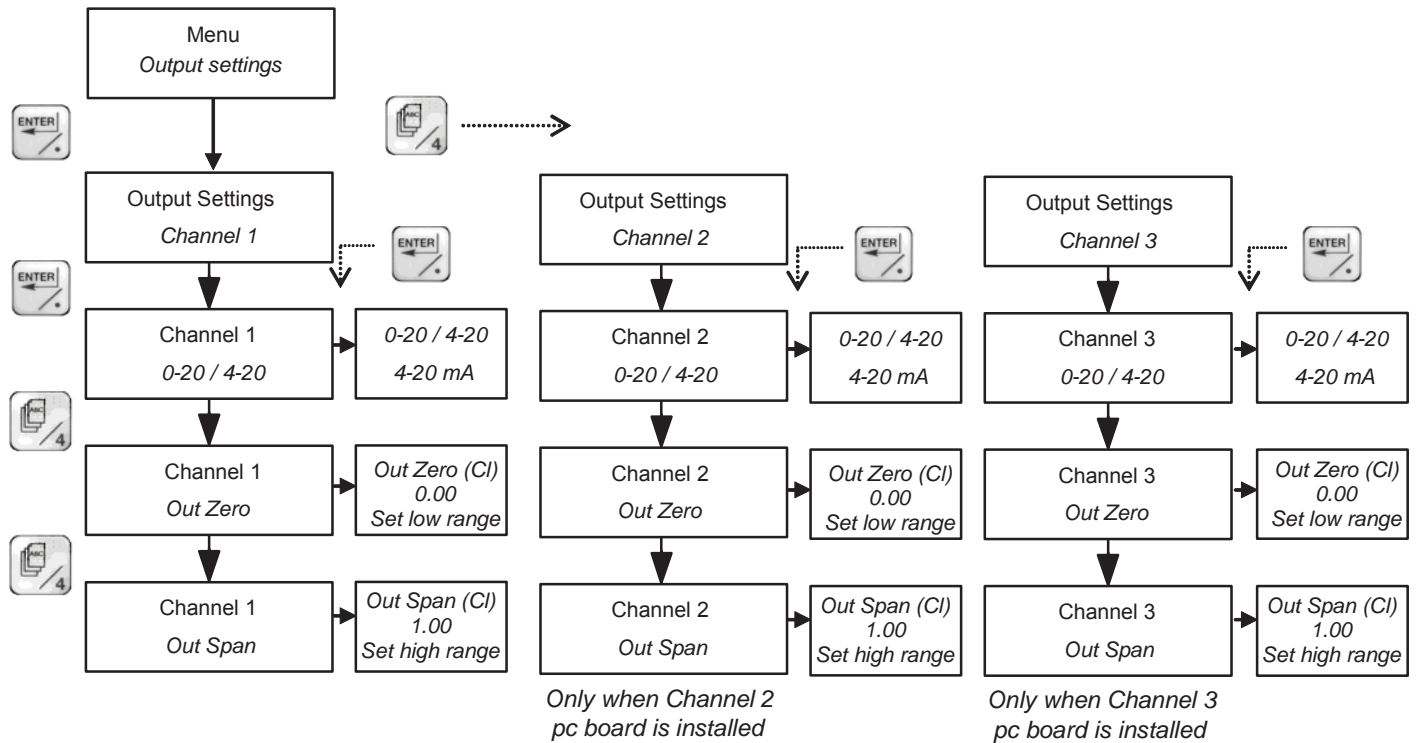 Menu
Output settings
ENTER
.
ABC
4
Output Settings
Channel 1
Output Settings
Channel 2
Output Settings
Channel 3
ENTER
.
ENTER
.
ENTER
.
ENTER
.
Channel 1
0-20 / 4-20
0-20 / 4-20
4-20 mA
Channel 2
0-20 / 4-20
0-20 / 4-20
4-20 mA
Channel 3
0-20 / 4-20
0-20 / 4-20
4-20 mA
ABC
4
Channel 1
Out Zero
Out Zero (Cl)
0.00
Set low range
Channel 2
Out Zero
Out Zero (Cl)
0.00
Set low range
Channel 3
Out Zero
Out Zero (Cl)
0.00
Set low range
ABC
4
Channel 1
Out Span
Out Span (Cl)
1.00
Set high range
Channel 2
Out Span
Out Span (Cl)
1.00
Set high range
Channel 3
Out Span
Out Span (Cl)
1.00
Set high range
Only when Channel 2
pc board is installed
Only when Channel 3
pc board is installed